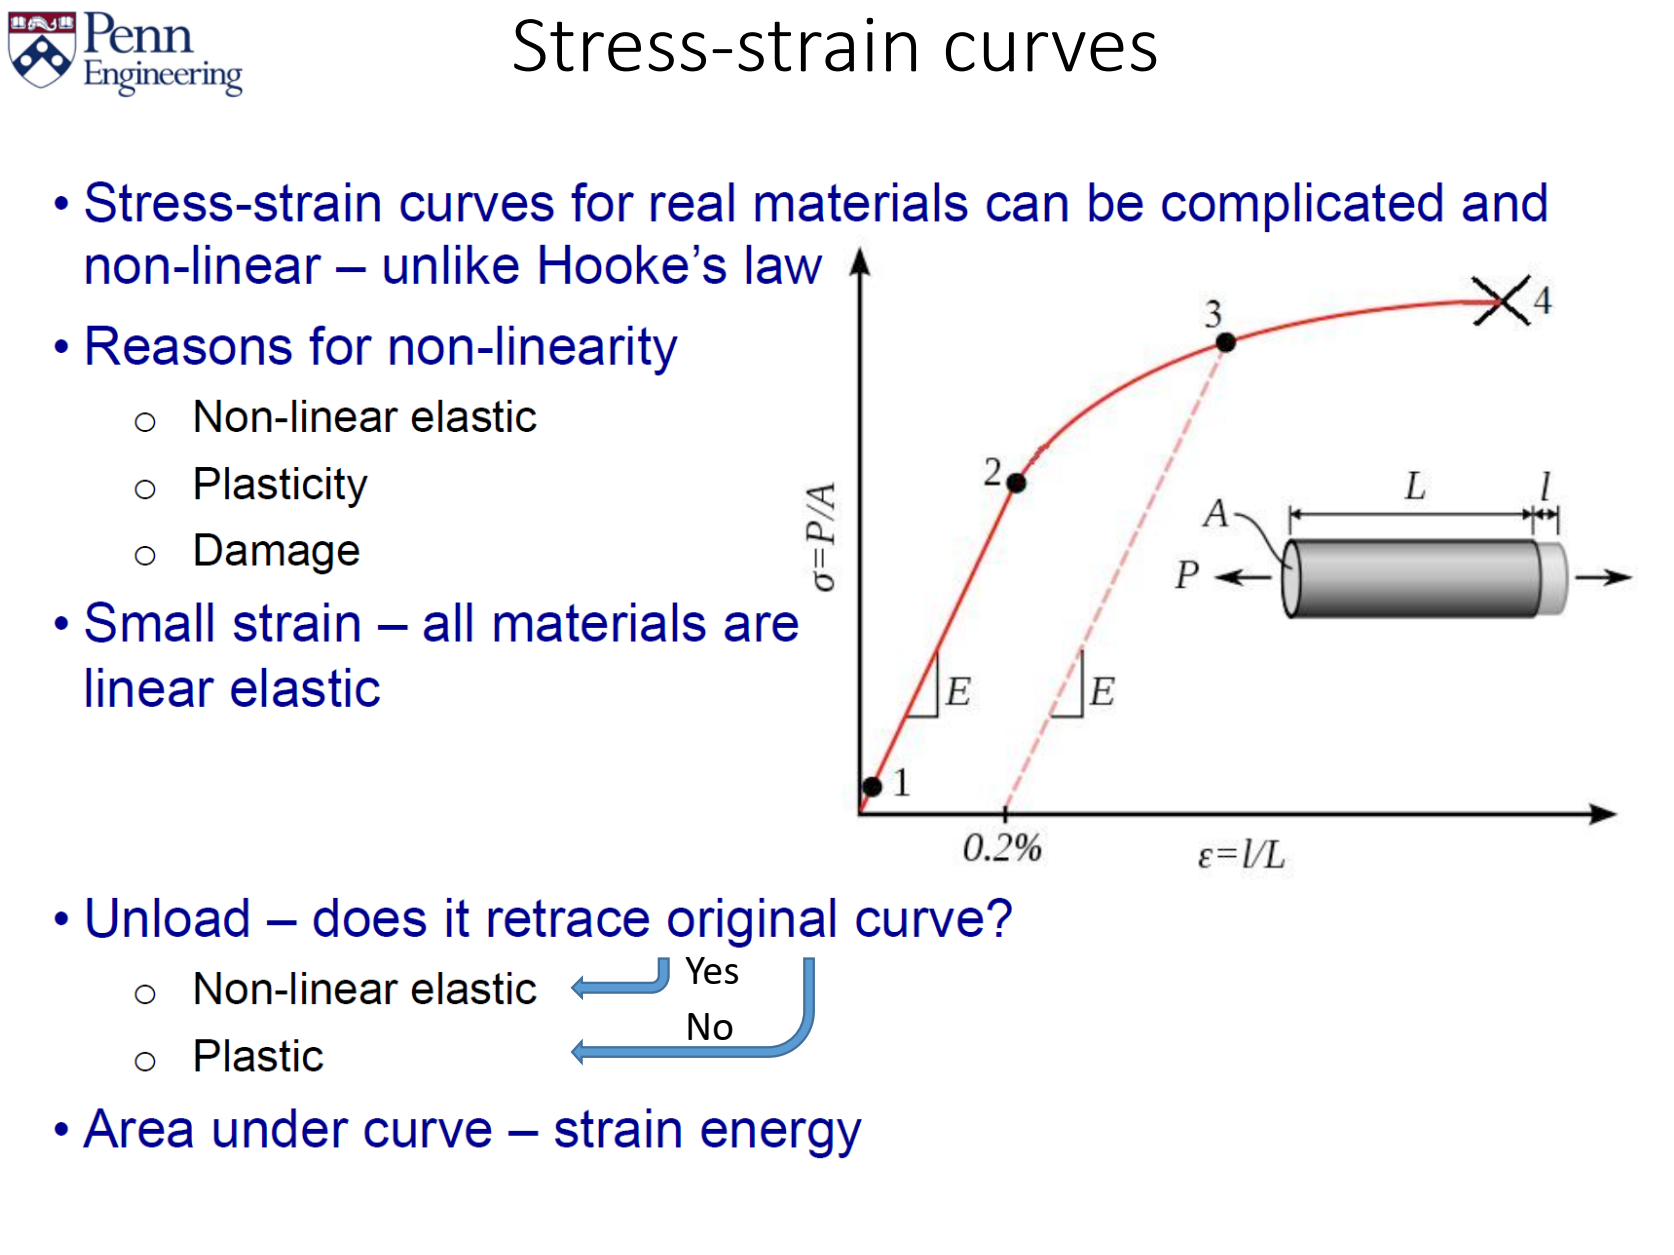 Penn
Engineering
Stress-strain curves
• Stress-strain curves for real materials can be complicated and
non-linear – unlike Hooke’s law
• Reasons for non-linearity
o Non-linear elastic
o Plasticity
o Damage
• Small strain – all materials are
linear elastic
σ=P/A
1
2
3
4
E
E
0.2%
ε=l/L
A
L
l
P
• Unload – does it retrace original curve?
Yes
o Non-linear elastic
No
o Plastic
• Area under curve – strain energy